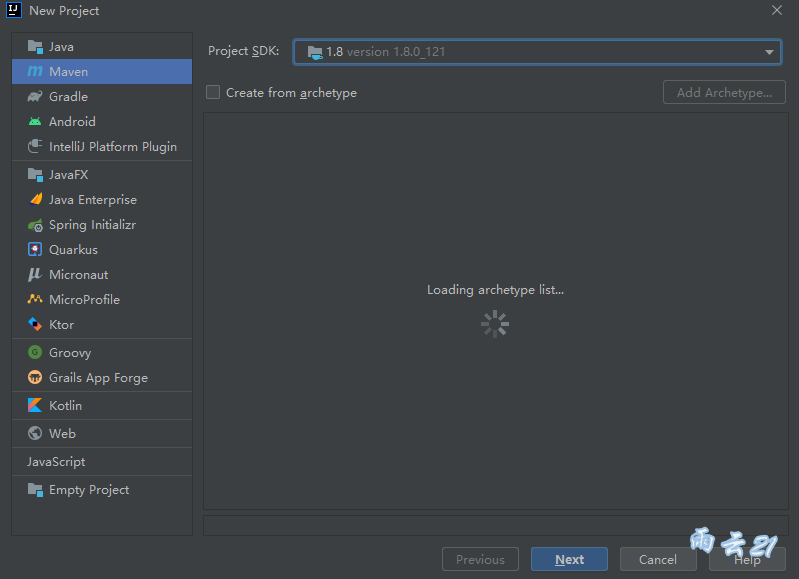 New Project
Java
Maven
Gradle
Android
IntelliJ Platform Plugin
JavaFX
Java Enterprise
Spring Initializr
Quarkus
Micronaut
MicroProfile
Ktor
Groovy
Grails App Forge
Kotlin
Web
JavaScript
Empty Project
Project SDK: 1.8 version 1.8.0_121
Create from archetype Add Archetype...
Loading archetype list...
Previous Next Cancel Help
雨云21